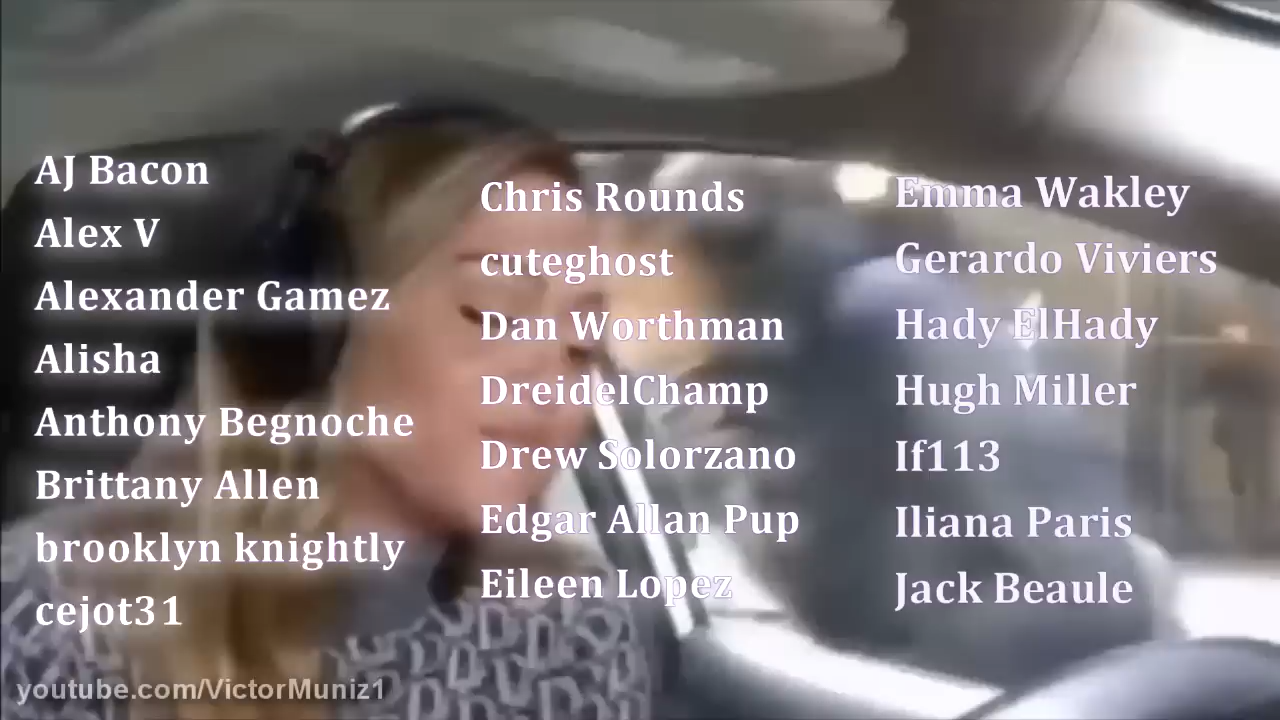 AJ Bacon
Alex V
Alexander Gamez
Alisha
Anthony Begnoche
Brittany Allen
brooklyn knightly
cejot31
Chris Rounds
cuteghost
Dan Worthman
DreidelChamp
Drew Solorzano
Edgar Allan Pup
Eileen Lopez
Emma Wakley
Gerardo Viviers
Hady ElHady
Hugh Miller
If113
Iliana Paris
Jack Beaule
youtube.com/VictorMuniz1